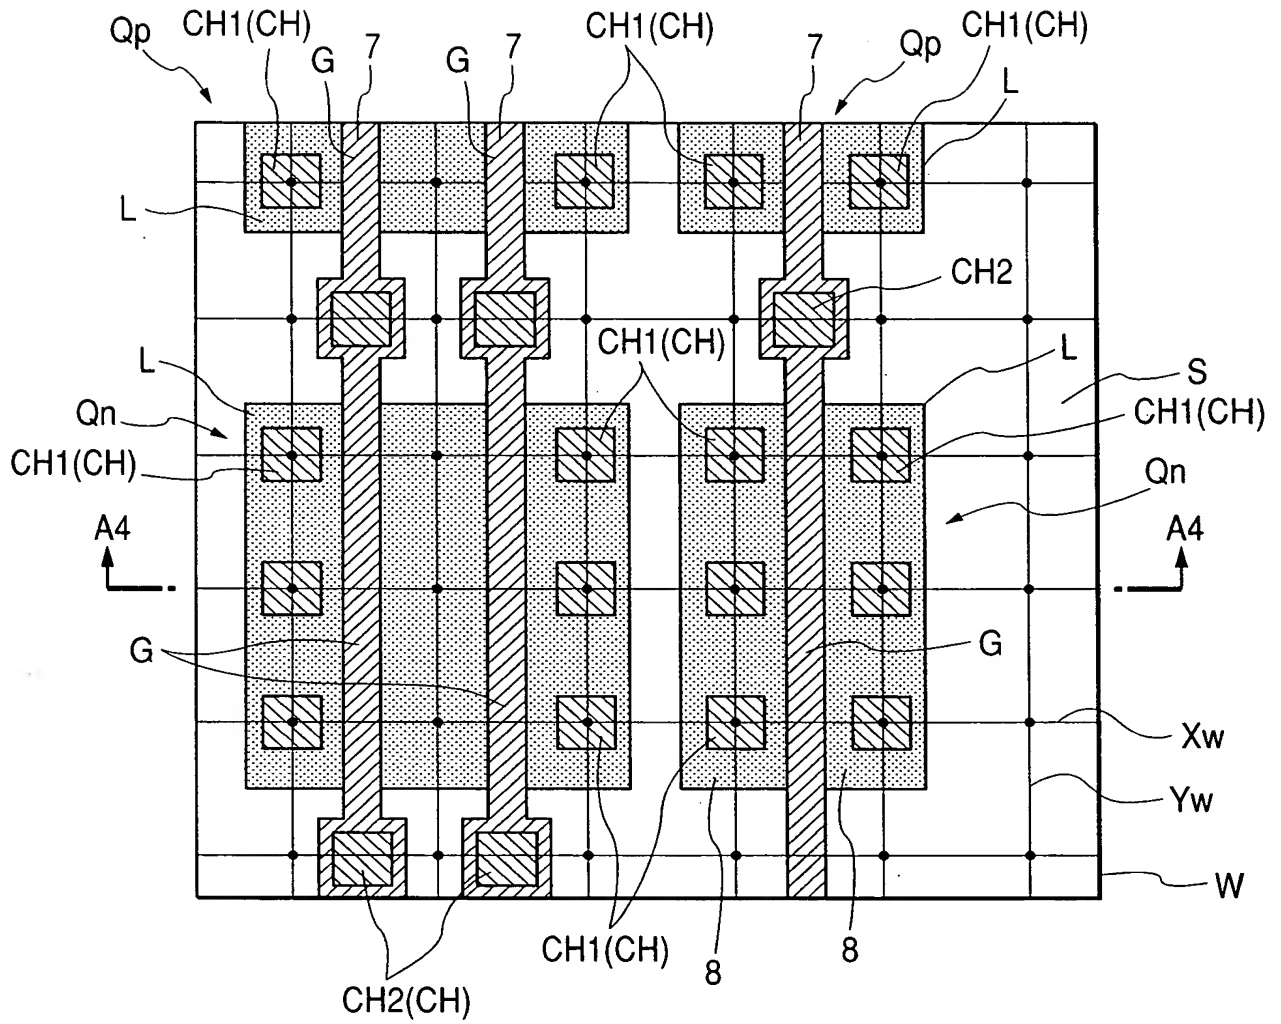 CH1(CH)
CH1(CH)
CH1(CH)
Qp
G
7
G
7
7
Qp
L
L
CH2
CH1(CH)
L
L
S
Qn
CH1(CH)
CH1(CH)
Qn
A4
A4
G
G
Xw
Yw
W
CH1(CH)
8
8
CH2(CH)